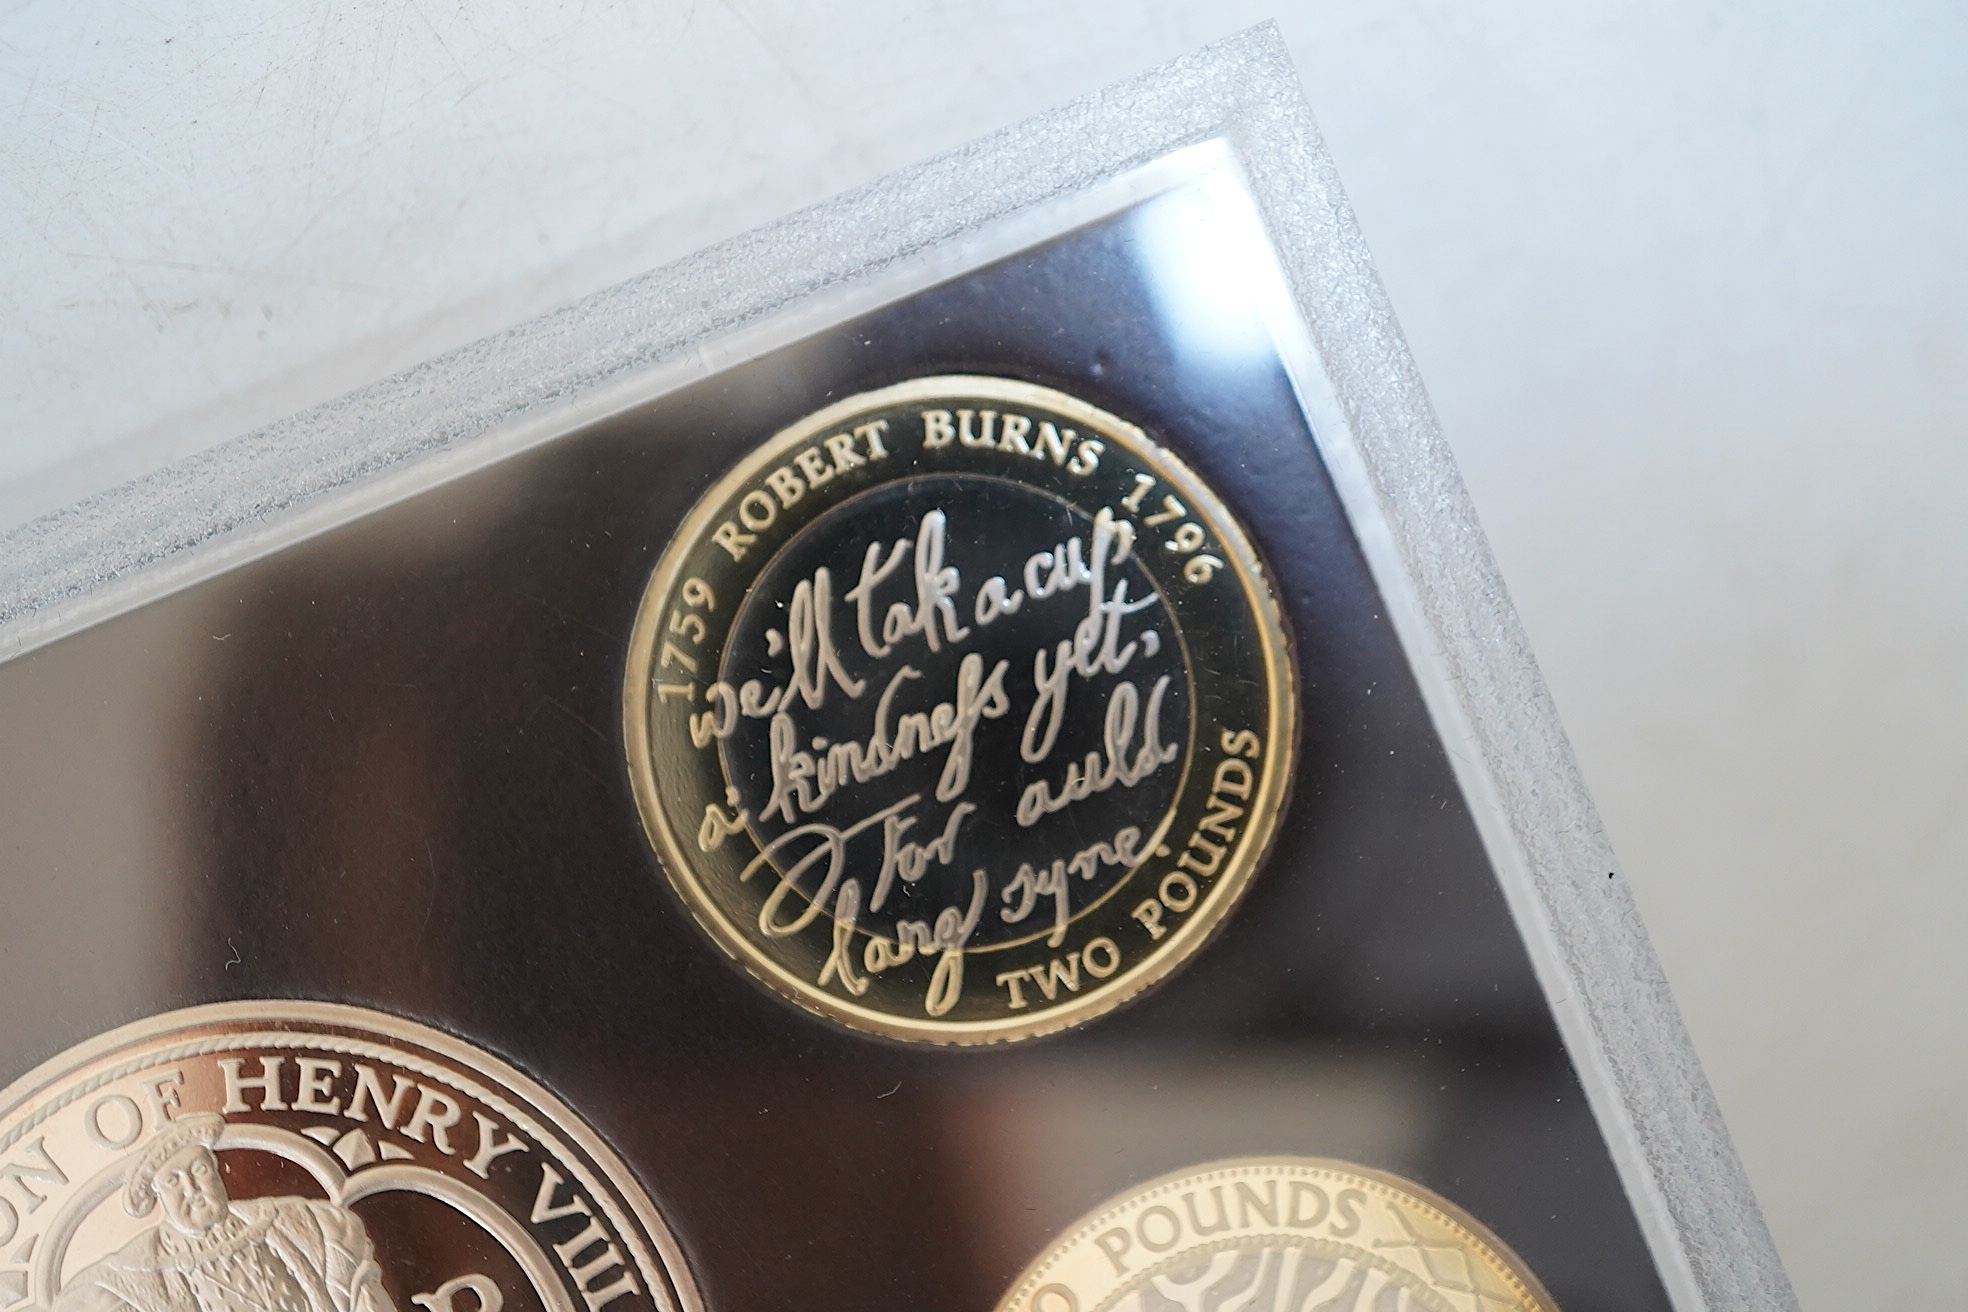 1759 ROBERT BURNS 1796
we'll tak a cup
a' kindneſs yet,
For auld
lang syne.
TWO POUNDS
ON OF HENRY VIII
O POUNDS